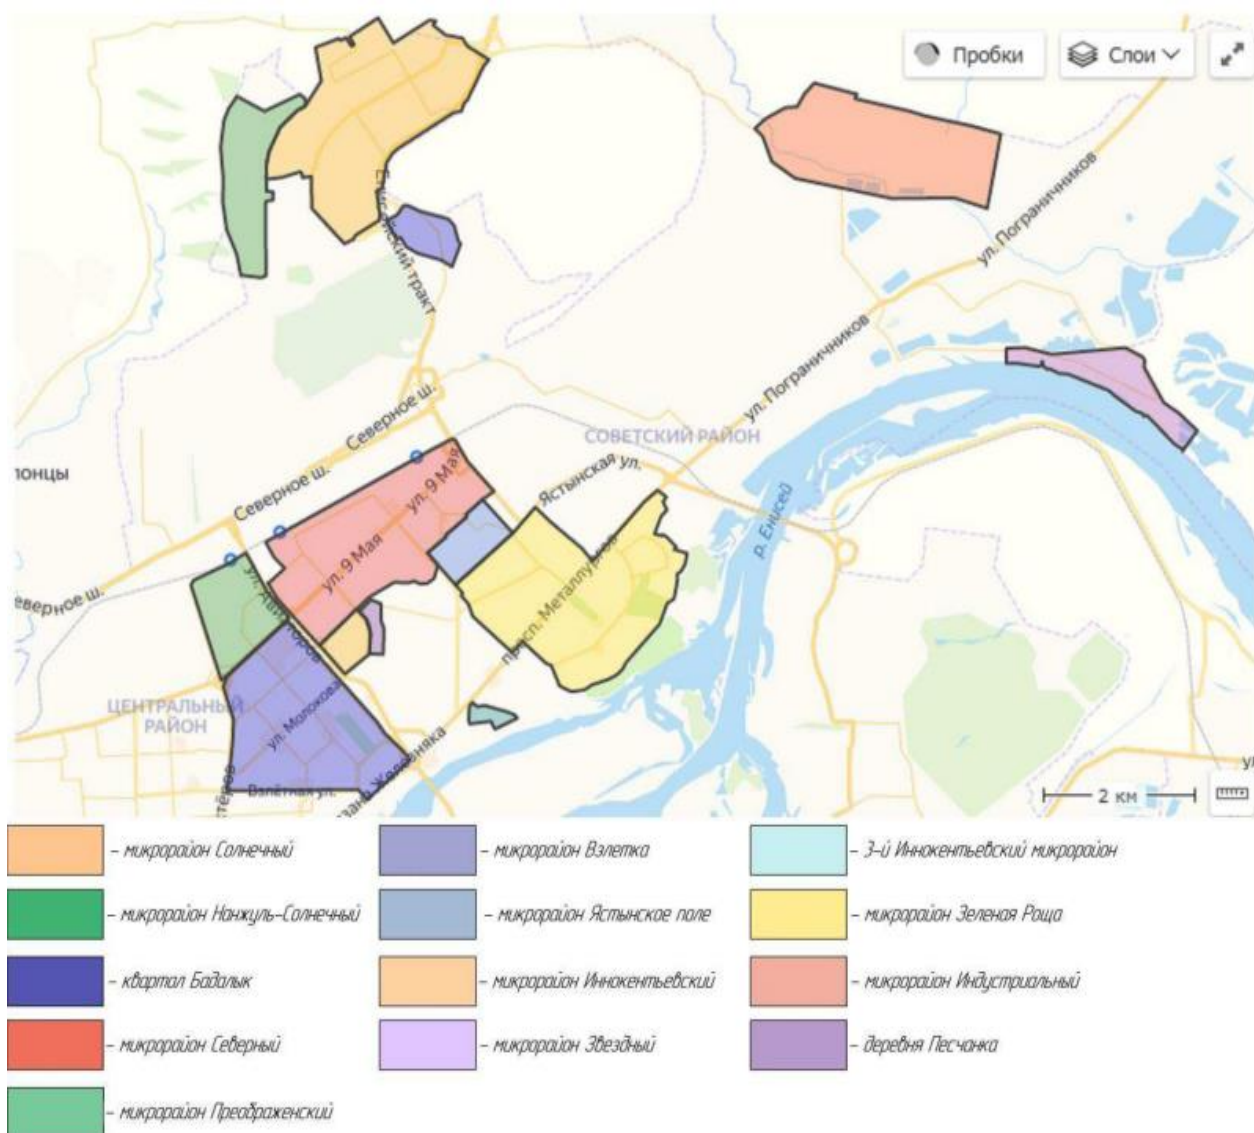 Пробки
Слои
Енисейский тракт
ул. Пограничников
ул. Пограничников
Северное ш.
СОВЕТСКИЙ РАЙОН
лонцы
Северное ш.
ул. 9 Мая
Ястынская ул.
р. Енисей
ул. 9 Мая
еверное ш.
ул. Авиаторов
просп. Металлургов
ЦЕНТРАЛЬНЫЙ
РАЙОН
ул. Молокова
Взлётная ул.
Железняка
2 км
– микрорайон Солнечный
– микрорайон Взлетка
– 3-й Иннокентьевский микрорайон
– микрорайон Нанжуль-Солнечный
– микрорайон Ястынское поле
– микрорайон Зеленая Роща
– квартал Бадалык
– микрорайон Иннокентьевский
– микрорайон Индустриальный
– микрорайон Северный
– микрорайон Звездный
– деревня Песчанка
– микрорайон Преображенский